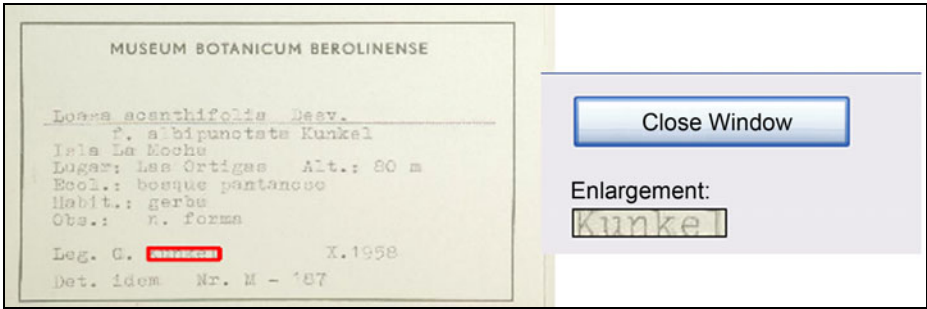 MUSEUM BOTANICUM BEROLINENSE
Loasa acanthifolia Desv.
f. albipunctata Kunkel
Isla La Mocha
Lugar: Las Ortigas Alt.: 80 m
Ecol.: bosque pantanoso
Habit.: gerbu
Obs.: n. forma
Leg. G. Kunkel X.1958
Det. idem Nr. M - 187
Close Window
Enlargement:
Kunkel